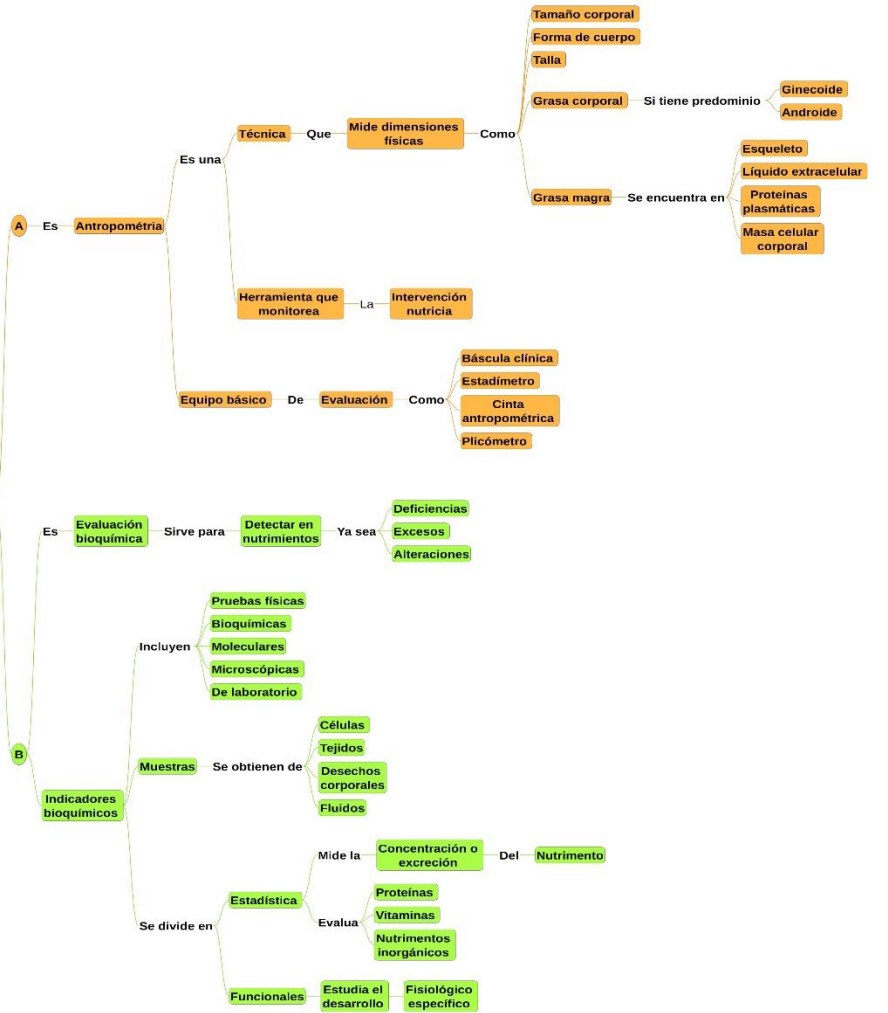 A
Es
Antropométria
Es una
Técnica
Que
Mide dimensiones
físicas
Como
Tamaño corporal
Forma de cuerpo
Talla
Grasa corporal
Si tiene predominio
Ginecoide
Androide
Grasa magra
Se encuentra en
Esqueleto
Líquido extracelular
Proteínas
plasmáticas
Masa celular
corporal
Herramienta que
monitorea
La
Intervención
nutricia
Equipo básico
De
Evaluación
Como
Báscula clínica
Estadímetro
Cinta
antropométrica
Plicómetro
B
Es
Evaluación
bioquímica
Sirve para
Detectar en
nutrimientos
Ya sea
Deficiencias
Excesos
Alteraciones
Indicadores
bioquímicos
Incluyen
Pruebas físicas
Bioquímicas
Moleculares
Microscópicas
De laboratorio
Muestras
Se obtienen de
Células
Tejidos
Desechos
corporales
Fluidos
Se divide en
Estadística
Mide la
Concentración o
excreción
Del
Nutrimento
Evalua
Proteínas
Vitaminas
Nutrimentos
inorgánicos
Funcionales
Estudia el
desarrollo
Fisiológico
específico